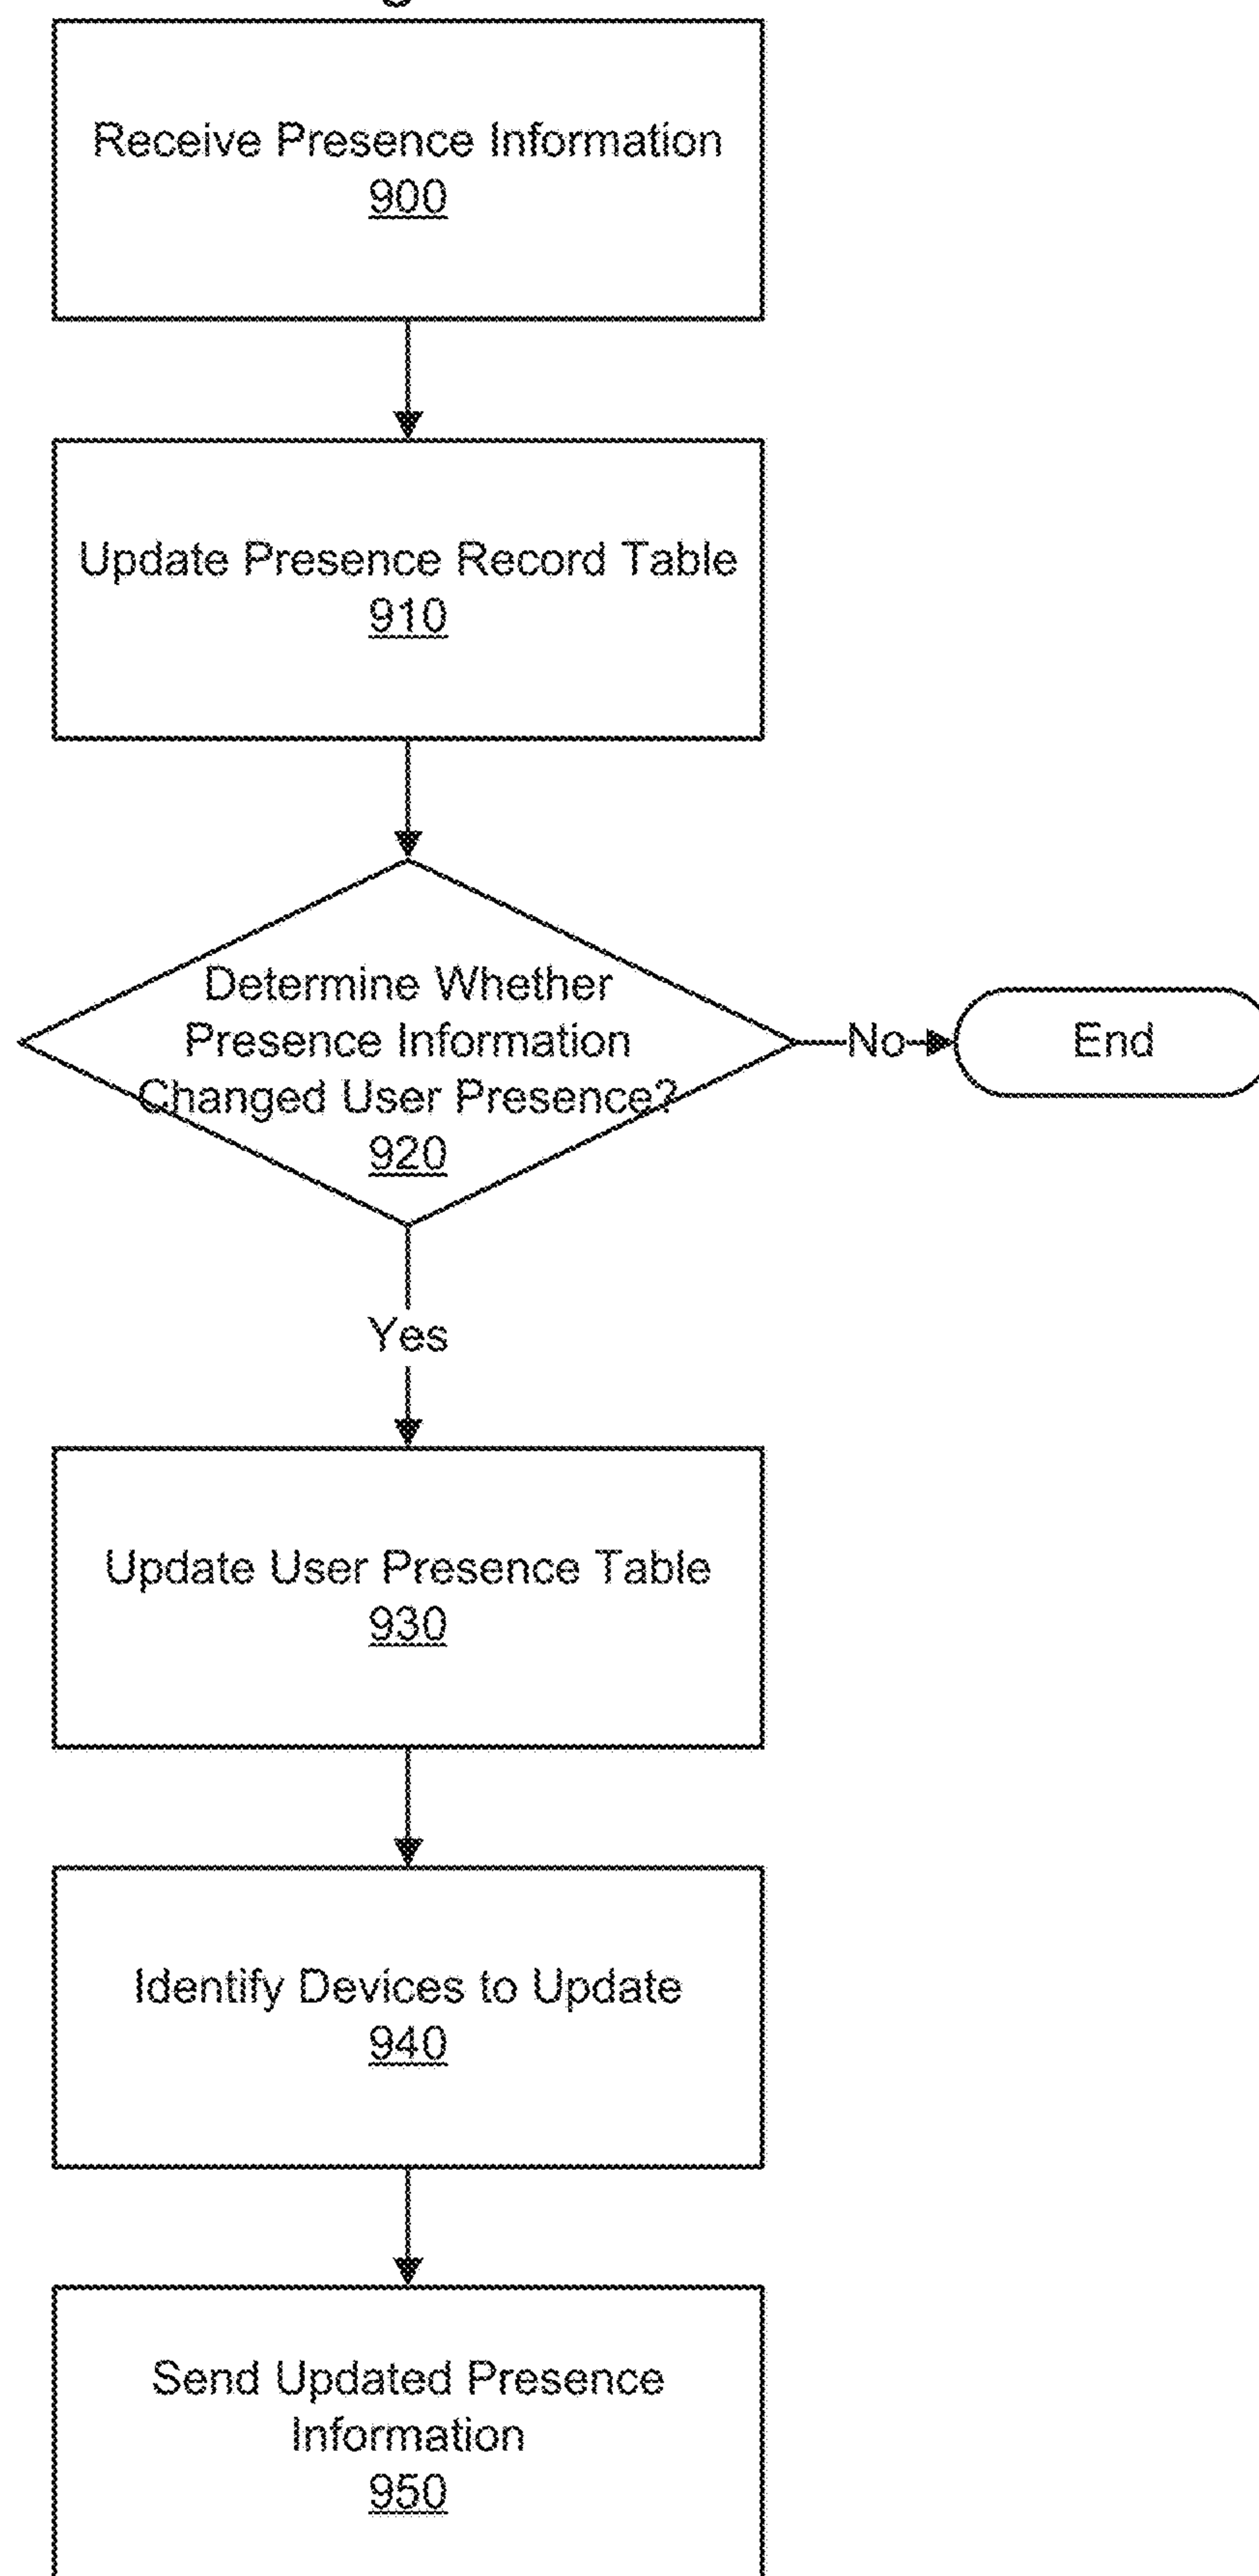 Receive Presence Information
900
Update Presence Record Table
910
Determine Whether
Presence Information
Changed User Presence?
920
No
End
Yes
Update User Presence Table
930
Identify Devices to Update
940
Send Updated Presence
Information
950